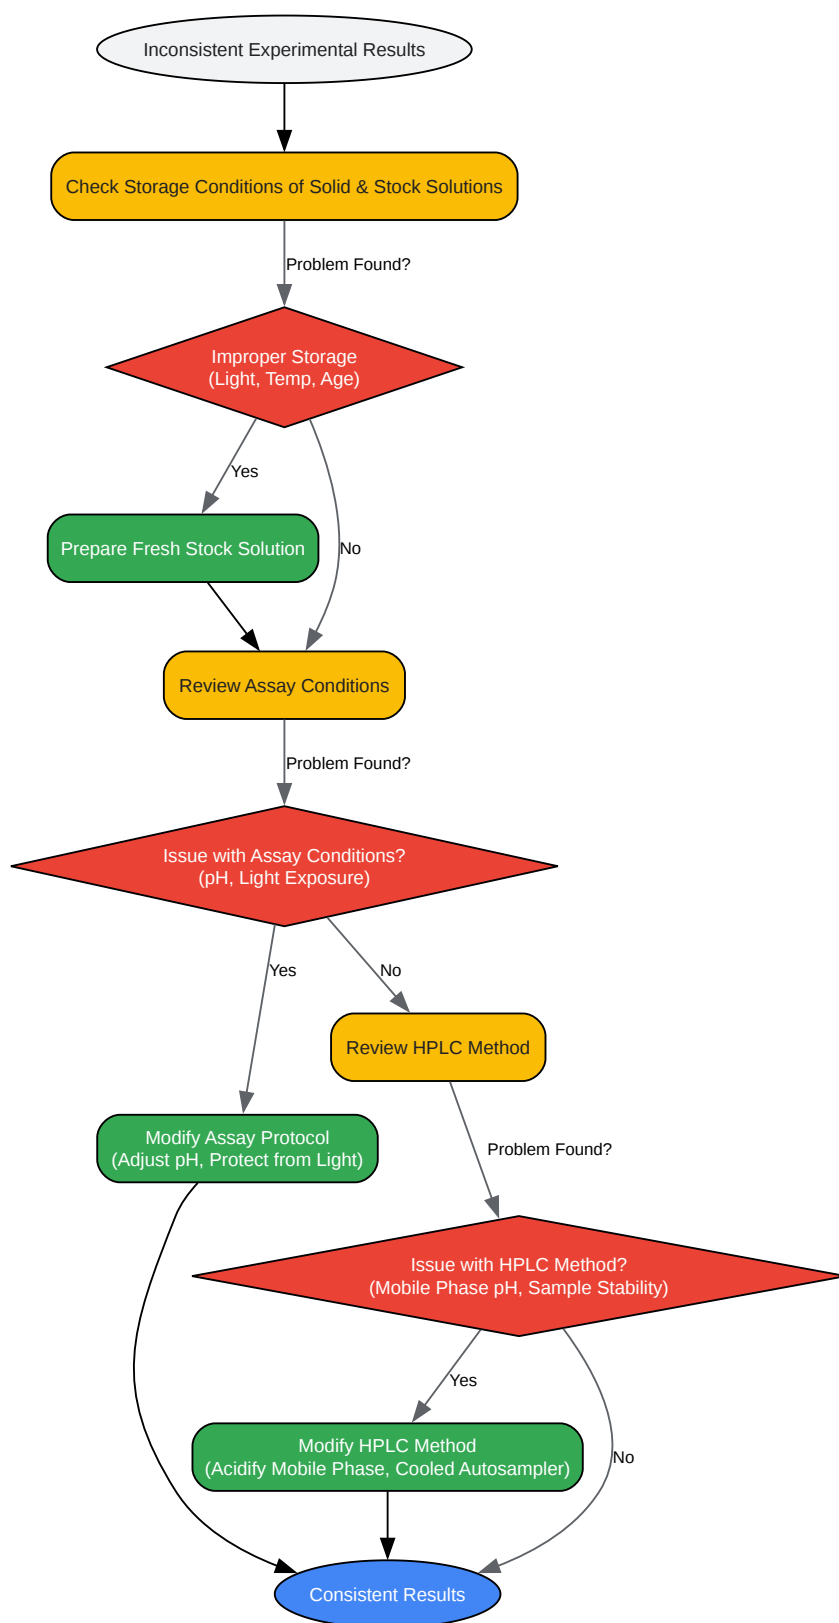 Inconsistent Experimental Results
Check Storage Conditions of Solid & Stock Solutions
Problem Found?
Improper Storage
(Light, Temp, Age)
Yes
No
Prepare Fresh Stock Solution
Review Assay Conditions
Problem Found?
Issue with Assay Conditions?
(pH, Light Exposure)
Yes
No
Review HPLC Method
Modify Assay Protocol
(Adjust pH, Protect from Light)
Problem Found?
Issue with HPLC Method?
(Mobile Phase pH, Sample Stability)
Yes
No
Modify HPLC Method
(Acidify Mobile Phase, Cooled Autosampler)
Consistent Results